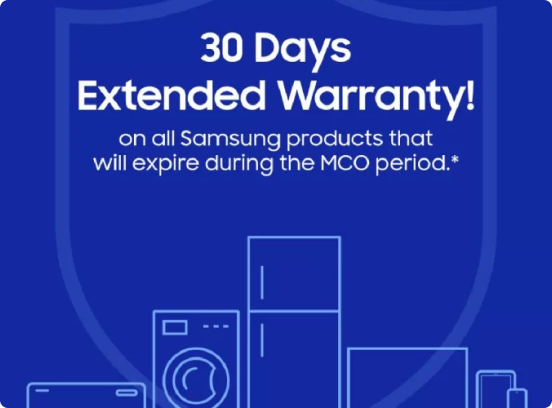 30 Days
Extended Warranty!
on all Samsung products that
will expire during the MCO period.*